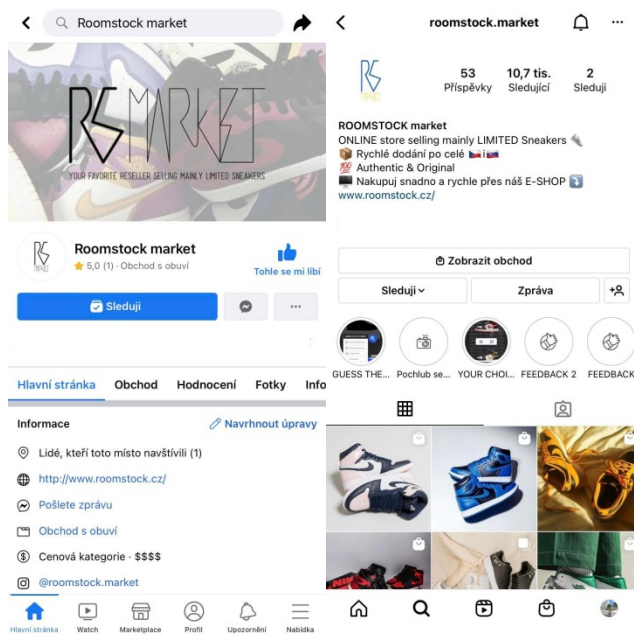 Roomstock market
RS MARKET
YOUR FAVORITE RESELLER SELLING MAINLY LIMITED SNEAKERS
Roomstock market
5,0 (1) · Obchod s obuví
Tohle se mi líbí
Sleduji
Hlavní stránka Obchod Hodnocení Fotky Info
Informace
Navrhnout úpravy
Lidé, kteří toto místo navštívili (1)
http://www.roomstock.cz/
Pošlete zprávu
Obchod s obuví
Cenová kategorie · $$$$
@roomstock.market
Hlavní stránka Watch Marketplace Profil Upozornění Nabídka
roomstock.market
RS
53 10,7 tis. 2
Příspěvky Sledující Sleduji
ROOMSTOCK market
ONLINE store selling mainly LIMITED Sneakers
📦 Rychlé dodání po celé 🇨🇿i🇸🇰
💯 Authentic & Original
Nakupuj snadno a rychle přes náš E-SHOP ⤵️
www.roomstock.cz/
Zobrazit obchod
Sleduji Zpráva
GUESS THE... Pochlub se... YOUR CHOI... FEEDBACK 2 FEEDBACK